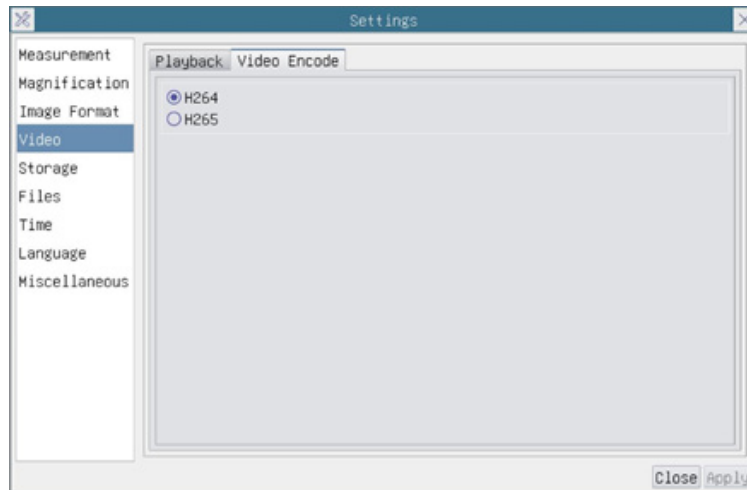 Settings
Measurement
Magnification
Image Format
Video
Storage
Files
Time
Language
Miscellaneous
Playback Video Encode
H264
H265
Close Apply